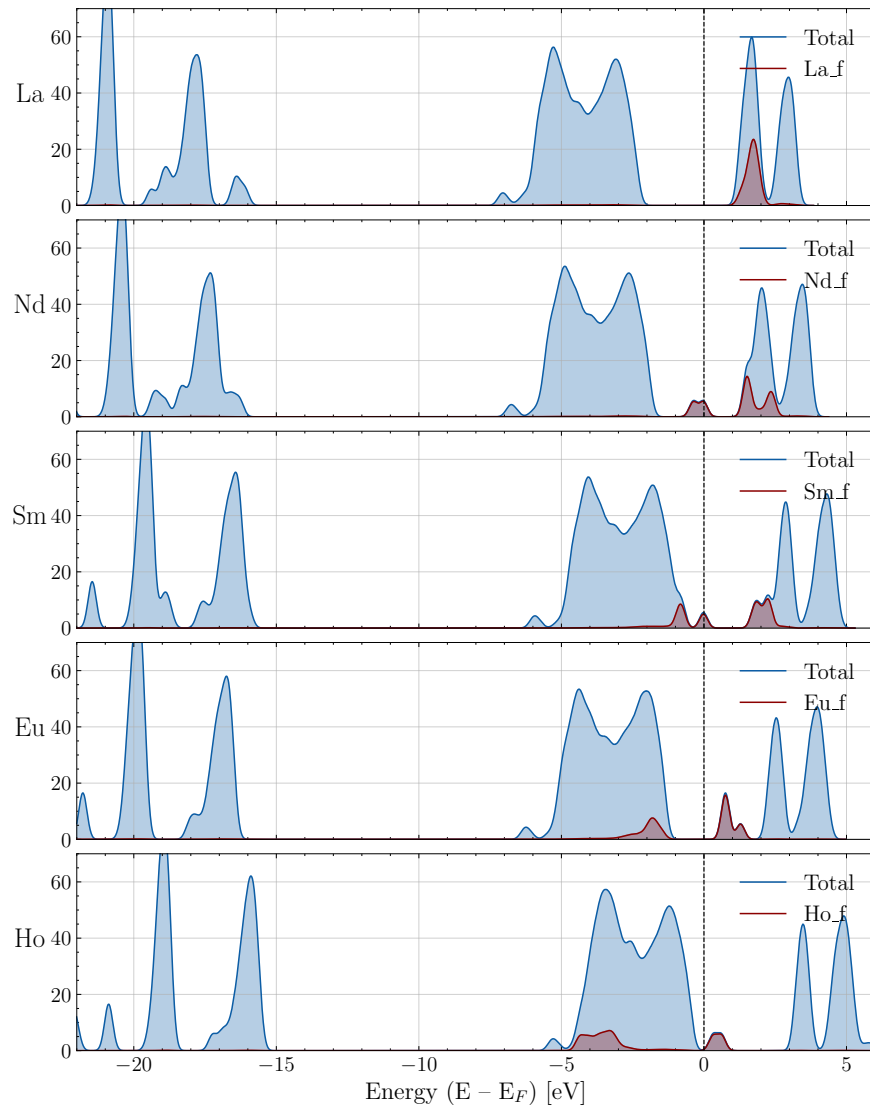 60
Total
La_f
La 40
20
0
60
Total
Nd_f
Nd 40
20
0
60
Total
Sm_f
Sm 40
20
0
60
Total
Eu_f
Eu 40
20
0
60
Total
Ho_f
Ho 40
20
0
−20 −15 −10 −5 0 5
Energy (E – E_F) [eV]